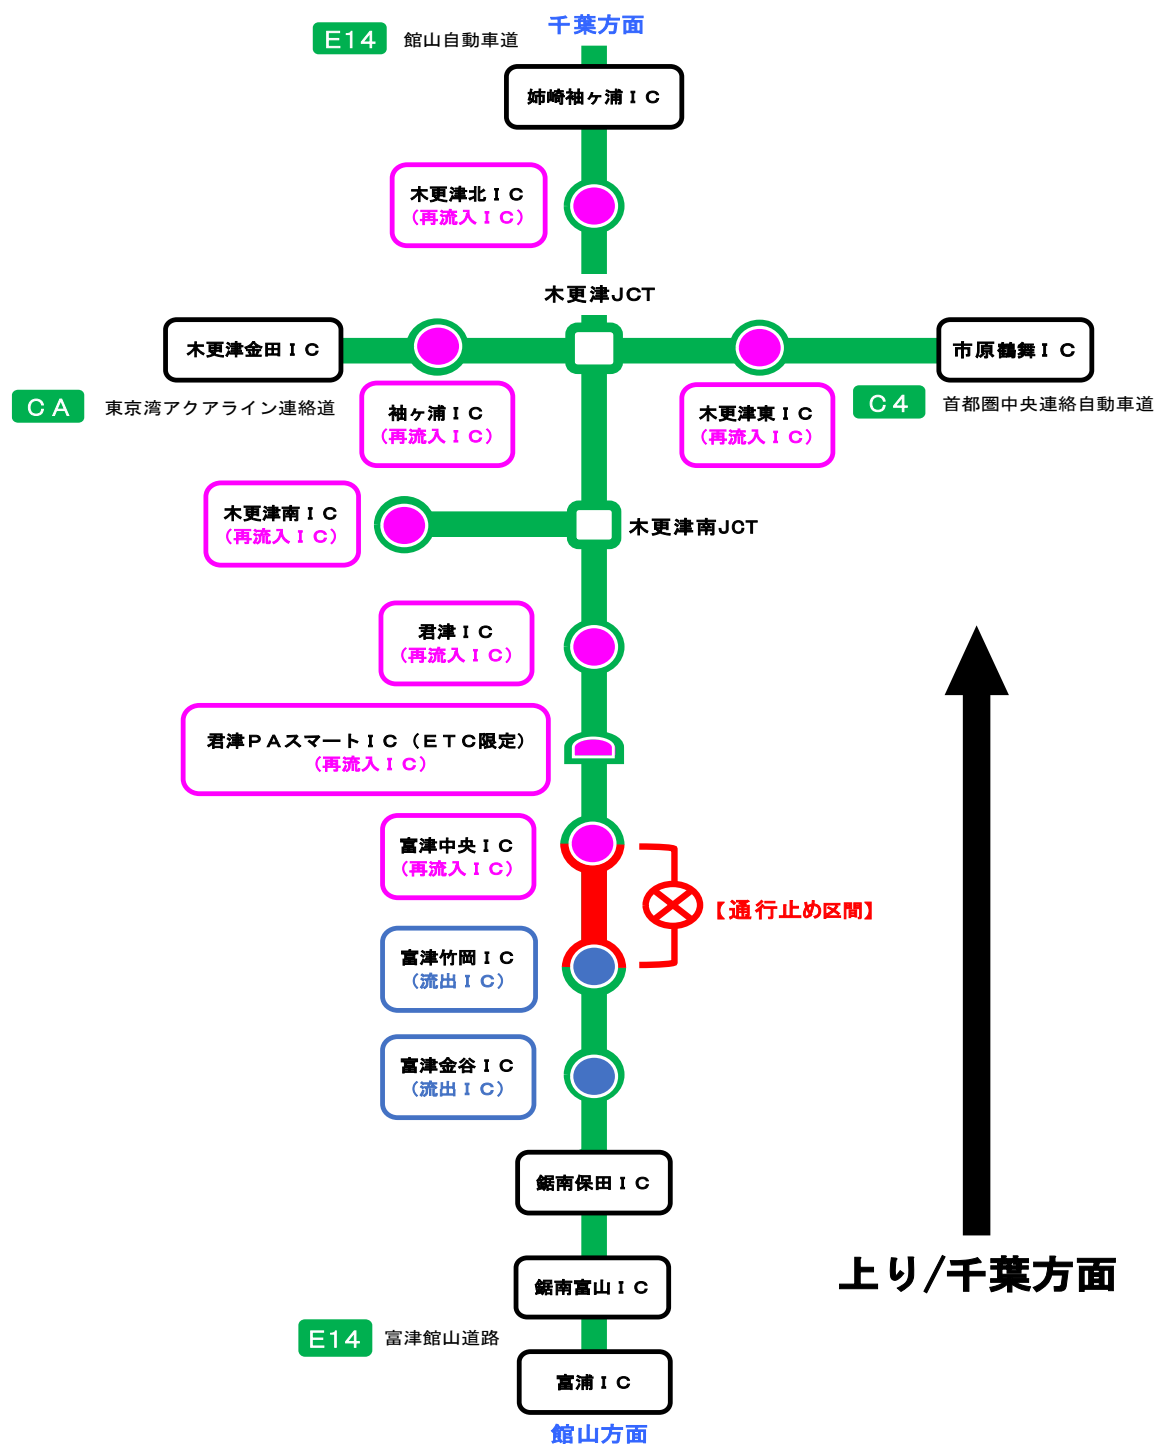 千葉方面
E14 館山自動車道
姉崎袖ヶ浦ＩＣ
木更津北ＩＣ
（再流入ＩＣ）
木更津JCT
木更津金田ＩＣ
市原鶴舞ＩＣ
ＣＡ 東京湾アクアライン連絡道
袖ヶ浦ＩＣ
（再流入ＩＣ）
木更津東ＩＣ
（再流入ＩＣ）
Ｃ４ 首都圏中央連絡自動車道
木更津南ＩＣ
（再流入ＩＣ）
木更津南JCT
君津ＩＣ
（再流入ＩＣ）
君津ＰＡスマートＩＣ（ＥＴＣ限定）
（再流入ＩＣ）
富津中央ＩＣ
（再流入ＩＣ）
【通行止め区間】
富津竹岡ＩＣ
（流出ＩＣ）
富津金谷ＩＣ
（流出ＩＣ）
鋸南保田ＩＣ
上り/千葉方面
鋸南富山ＩＣ
E14 富津館山道路
富浦ＩＣ
館山方面